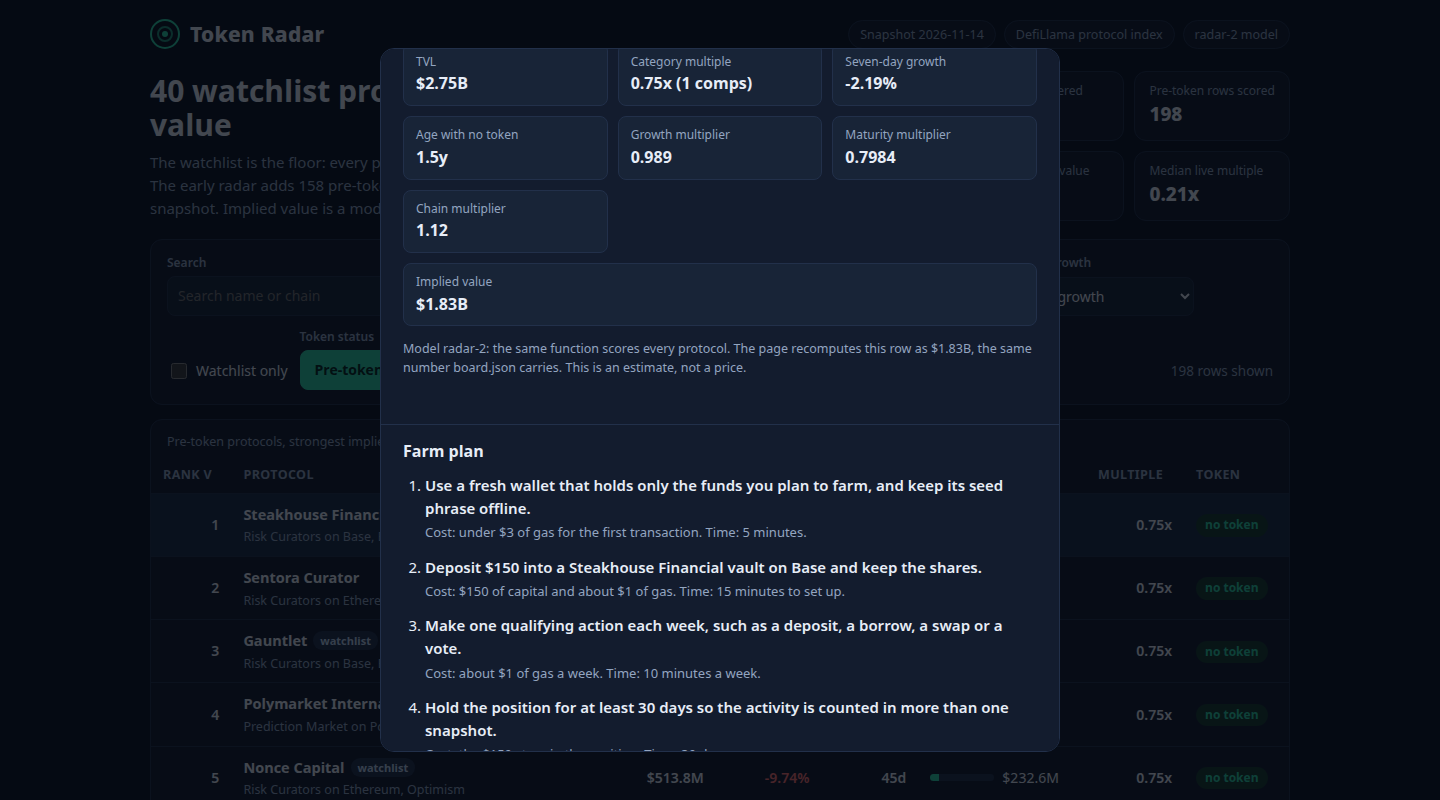 Token Radar
Snapshot 2026-11-14
DefiLlama protocol index
radar-2 model
40 watchlist pro
value
The watchlist is the floor: every p
The early radar adds 158 pre-tok
snapshot. Implied value is a mod
ered
Pre-token rows scored
198
value
Median live multiple
0.21x
Search
Search name or chain
rowth
growth
Token status
Watchlist only
Pre-token
198 rows shown
TVL
$2.75B
Category multiple
0.75x (1 comps)
Seven-day growth
-2.19%
Age with no token
1.5y
Growth multiplier
0.989
Maturity multiplier
0.7984
Chain multiplier
1.12
Implied value
$1.83B
Model radar-2: the same function scores every protocol. The page recomputes this row as $1.83B, the same
number board.json carries. This is an estimate, not a price.
Farm plan
1. Use a fresh wallet that holds only the funds you plan to farm, and keep its seed
phrase offline.
Cost: under $3 of gas for the first transaction. Time: 5 minutes.
2. Deposit $150 into a Steakhouse Financial vault on Base and keep the shares.
Cost: $150 of capital and about $1 of gas. Time: 15 minutes to set up.
3. Make one qualifying action each week, such as a deposit, a borrow, a swap or a
vote.
Cost: about $1 of gas a week. Time: 10 minutes a week.
4. Hold the position for at least 30 days so the activity is counted in more than one
snapshot.
Pre-token protocols, strongest implie
RANK V
PROTOCOL
MULTIPLE
TOKEN
1
Steakhouse Financ
Risk Curators on Base,
0.75x
no token
2
Sentora Curator
Risk Curators on Ethere
0.75x
no token
3
Gauntlet
watchlist
Risk Curators on Base,
0.75x
no token
4
Polymarket Interna
Prediction Market on Po
0.75x
no token
5
Nonce Capital
watchlist
Risk Curators on Ethereum, Optimism
$513.8M
-9.74%
45d
$232.6M
0.75x
no token